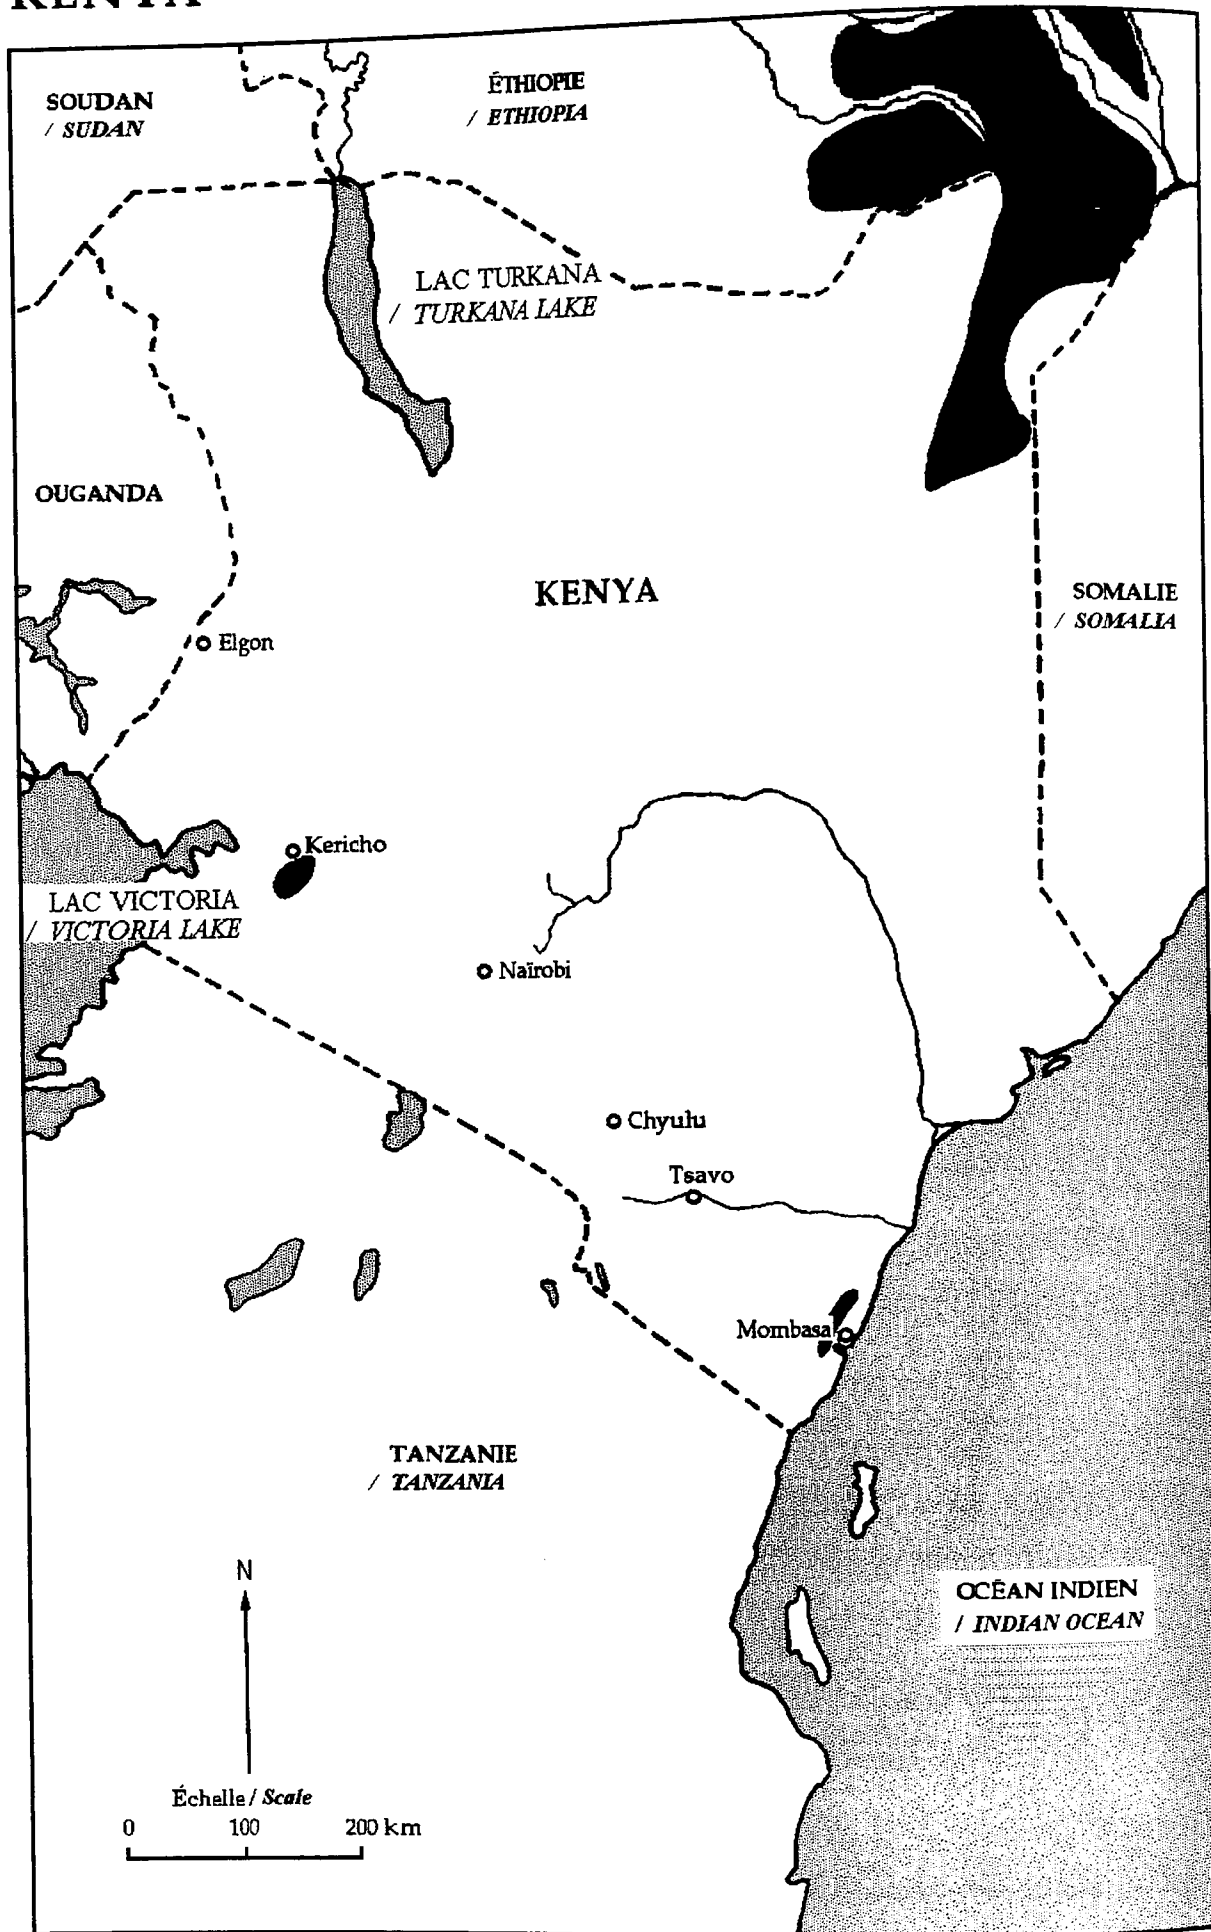 KENYA
SOUDAN
/ SUDAN
ÉTHIOPIE
/ ETHIOPIA
LAC TURKANA
/ TURKANA LAKE
OUGANDA
KENYA
SOMALIE
/ SOMALIA
Elgon
Kericho
LAC VICTORIA
/ VICTORIA LAKE
Naïrobi
Chyulu
Tsavo
Mombasa
TANZANIE
/ TANZANIA
N
OCÉAN INDIEN
/ INDIAN OCEAN
Échelle / Scale
0 100 200 km